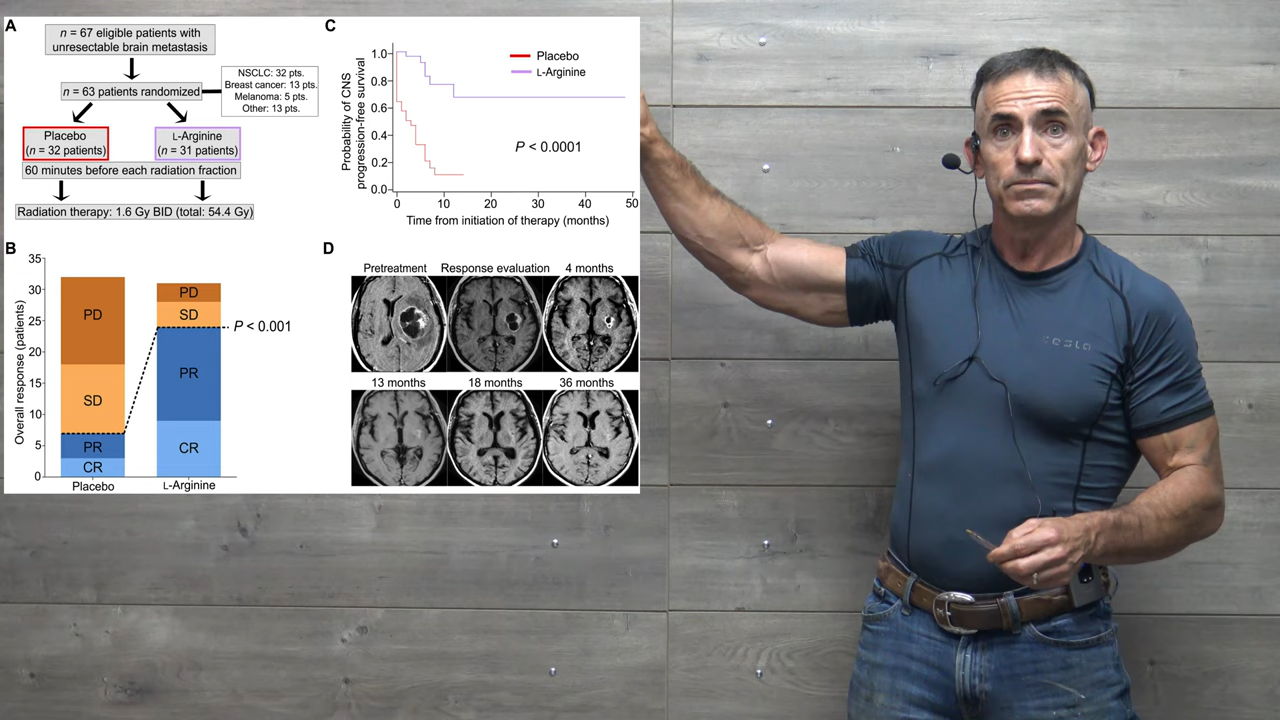 A
n = 67 eligible patients with
unresectable brain metastasis
n = 63 patients randomized
NSCLC: 32 pts.
Breast cancer: 13 pts.
Melanoma: 5 pts.
Other: 13 pts.
Placebo
(n = 32 patients)
L-Arginine
(n = 31 patients)
60 minutes before each radiation fraction
Radiation therapy: 1.6 Gy BID (total: 54.4 Gy)
B
Overall response (patients)
35
30
25
20
15
10
5
0
PD
SD
PR
CR
PD
SD
PR
CR
P < 0.001
Placebo
L-Arginine
C
Probability of CNS
progression-free survival
1.0
0.8
0.6
0.4
0.2
0.0
Placebo
L-Arginine
P < 0.0001
0 10 20 30 40 50
Time from initiation of therapy (months)
D
Pretreatment
Response evaluation
4 months
13 months
18 months
36 months
tesla